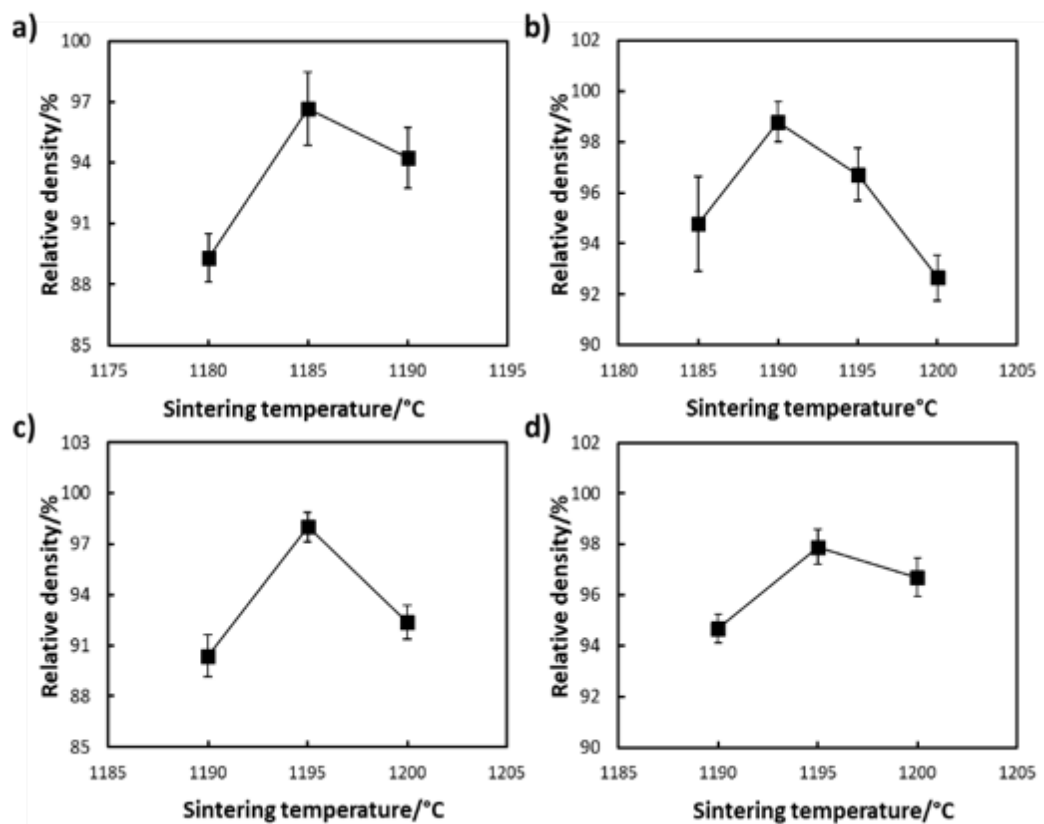 a)
100
97
94
91
88
85
Relative density/%
1175 1180 1185 1190 1195
Sintering temperature/°C
b)
102
100
98
96
94
92
90
Relative density/%
1180 1185 1190 1195 1200 1205
Sintering temperature°C
c)
103
100
97
94
91
88
85
Relative density/%
1185 1190 1195 1200 1205
Sintering temperature/°C
d)
102
100
98
96
94
92
90
Relative density/%
1185 1190 1195 1200 1205
Sintering temperature/°C